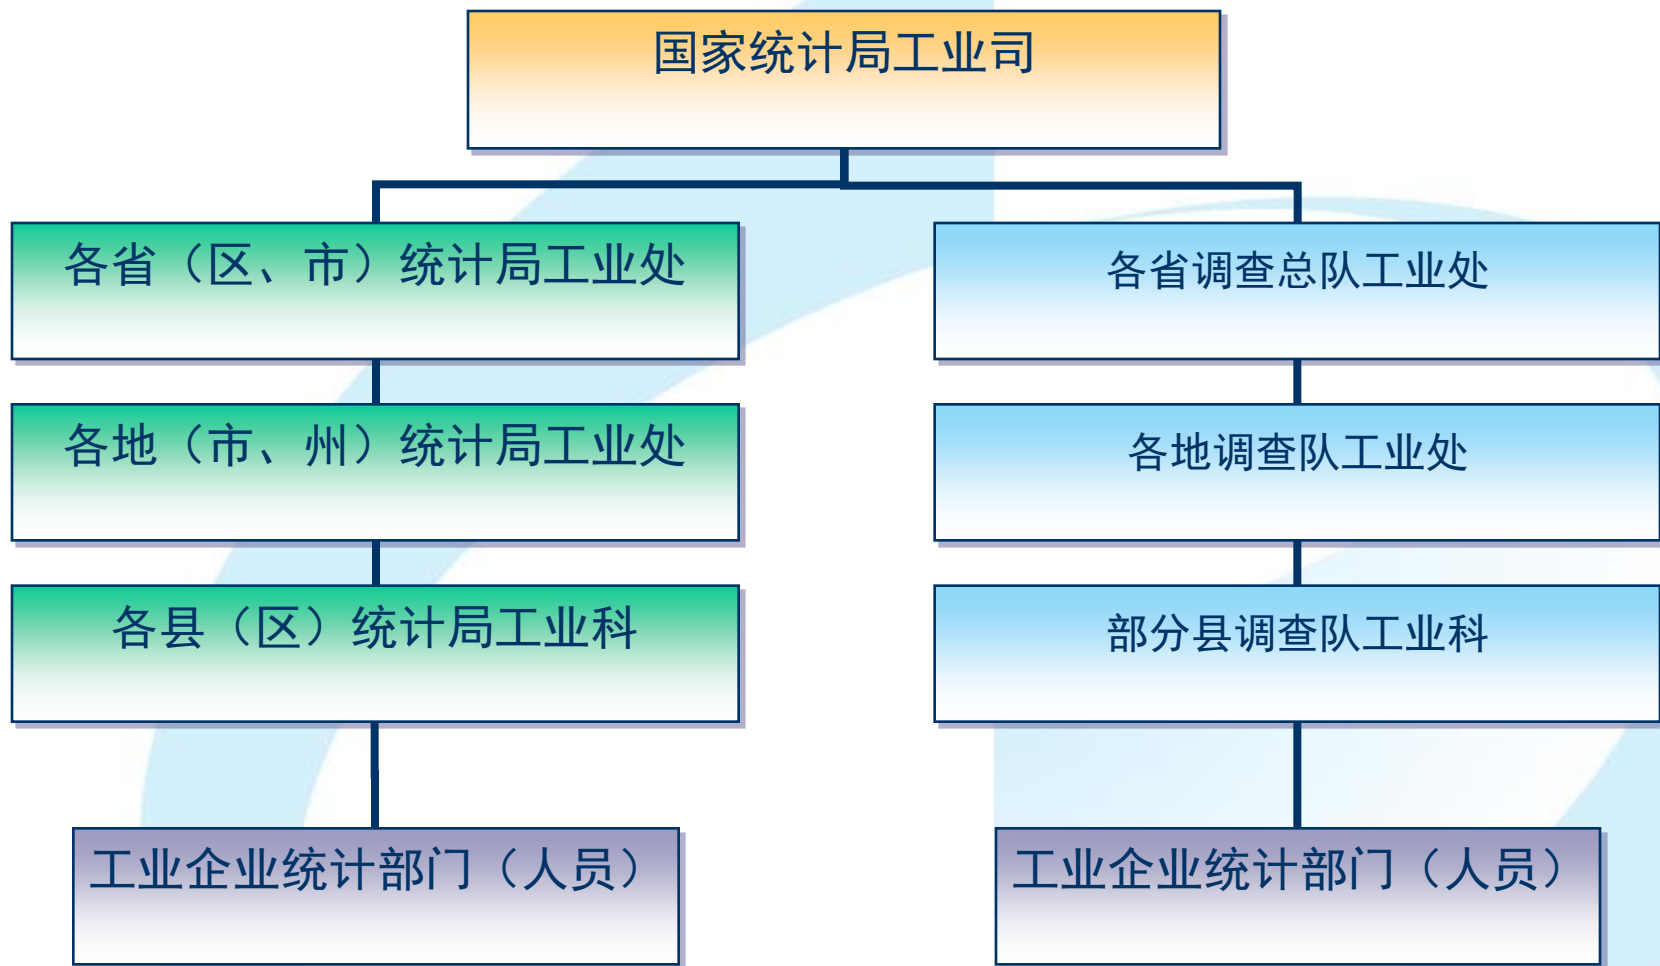 国家统计局工业司
各省（区、市）统计局工业处
各省调查总队工业处
各地（市、州）统计局工业处
各地调查队工业处
各县（区）统计局工业科
部分县调查队工业科
工业企业统计部门（人员）
工业企业统计部门（人员）